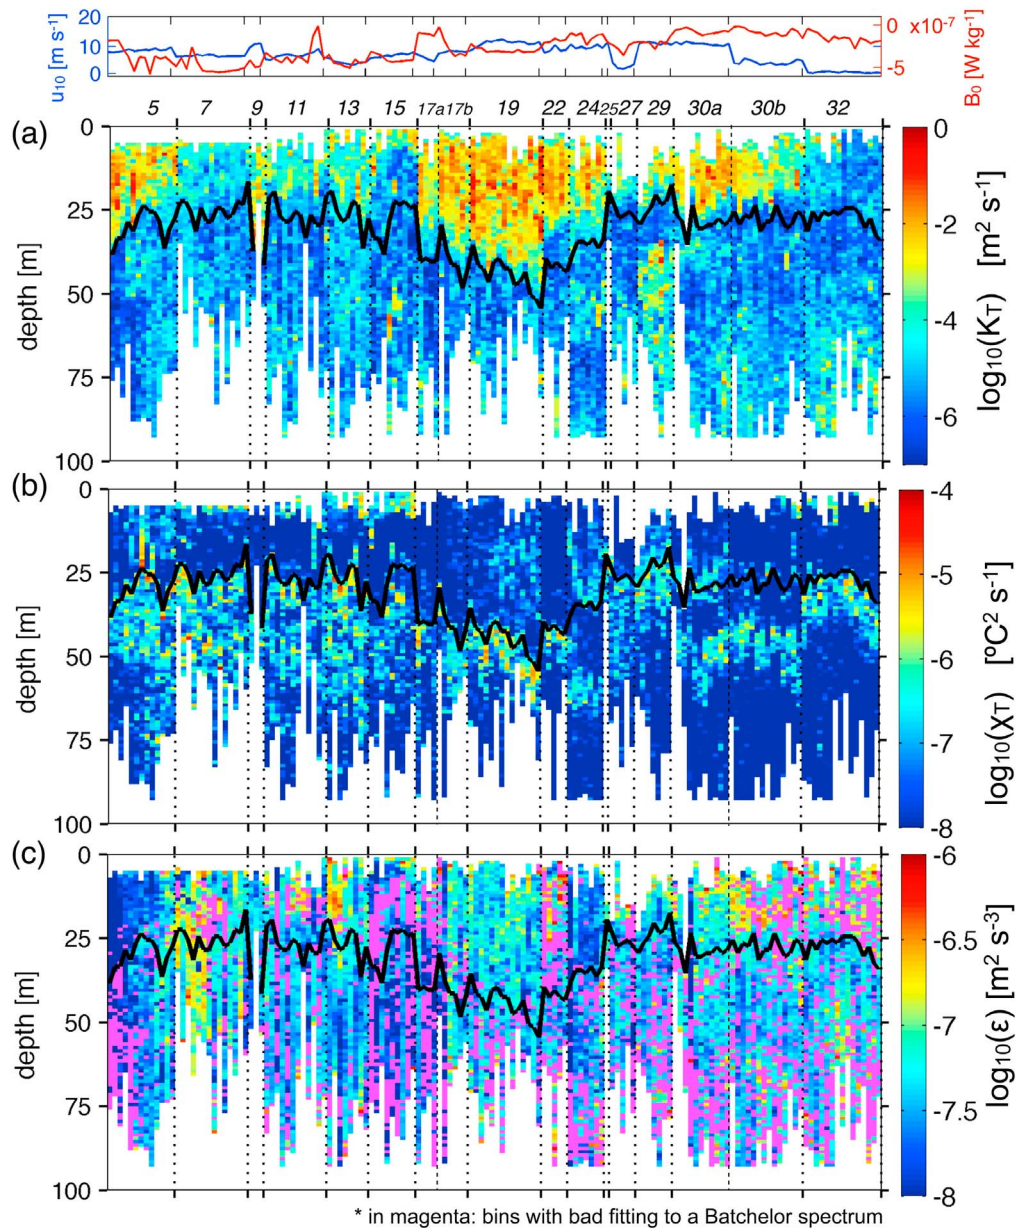 20
10
0
u₁₀ [m s⁻¹]
0 x10⁻⁷
-5
B₀ [W kg⁻¹]
5 7 9 11 13 15 17a 17b 19 22 24 25 27 29 30a 30b 32
(a)
0
25
50
75
100
depth [m]
0
-2
-4
-6
log₁₀(K_T) [m² s⁻¹]
(b)
0
25
50
75
100
depth [m]
-4
-5
-6
-7
-8
log₁₀(χ_T) [ºC² s⁻¹]
(c)
0
25
50
75
100
depth [m]
-6
-6.5
-7
-7.5
-8
log₁₀(ε) [m² s⁻³]
* in magenta: bins with bad fitting to a Batchelor spectrum